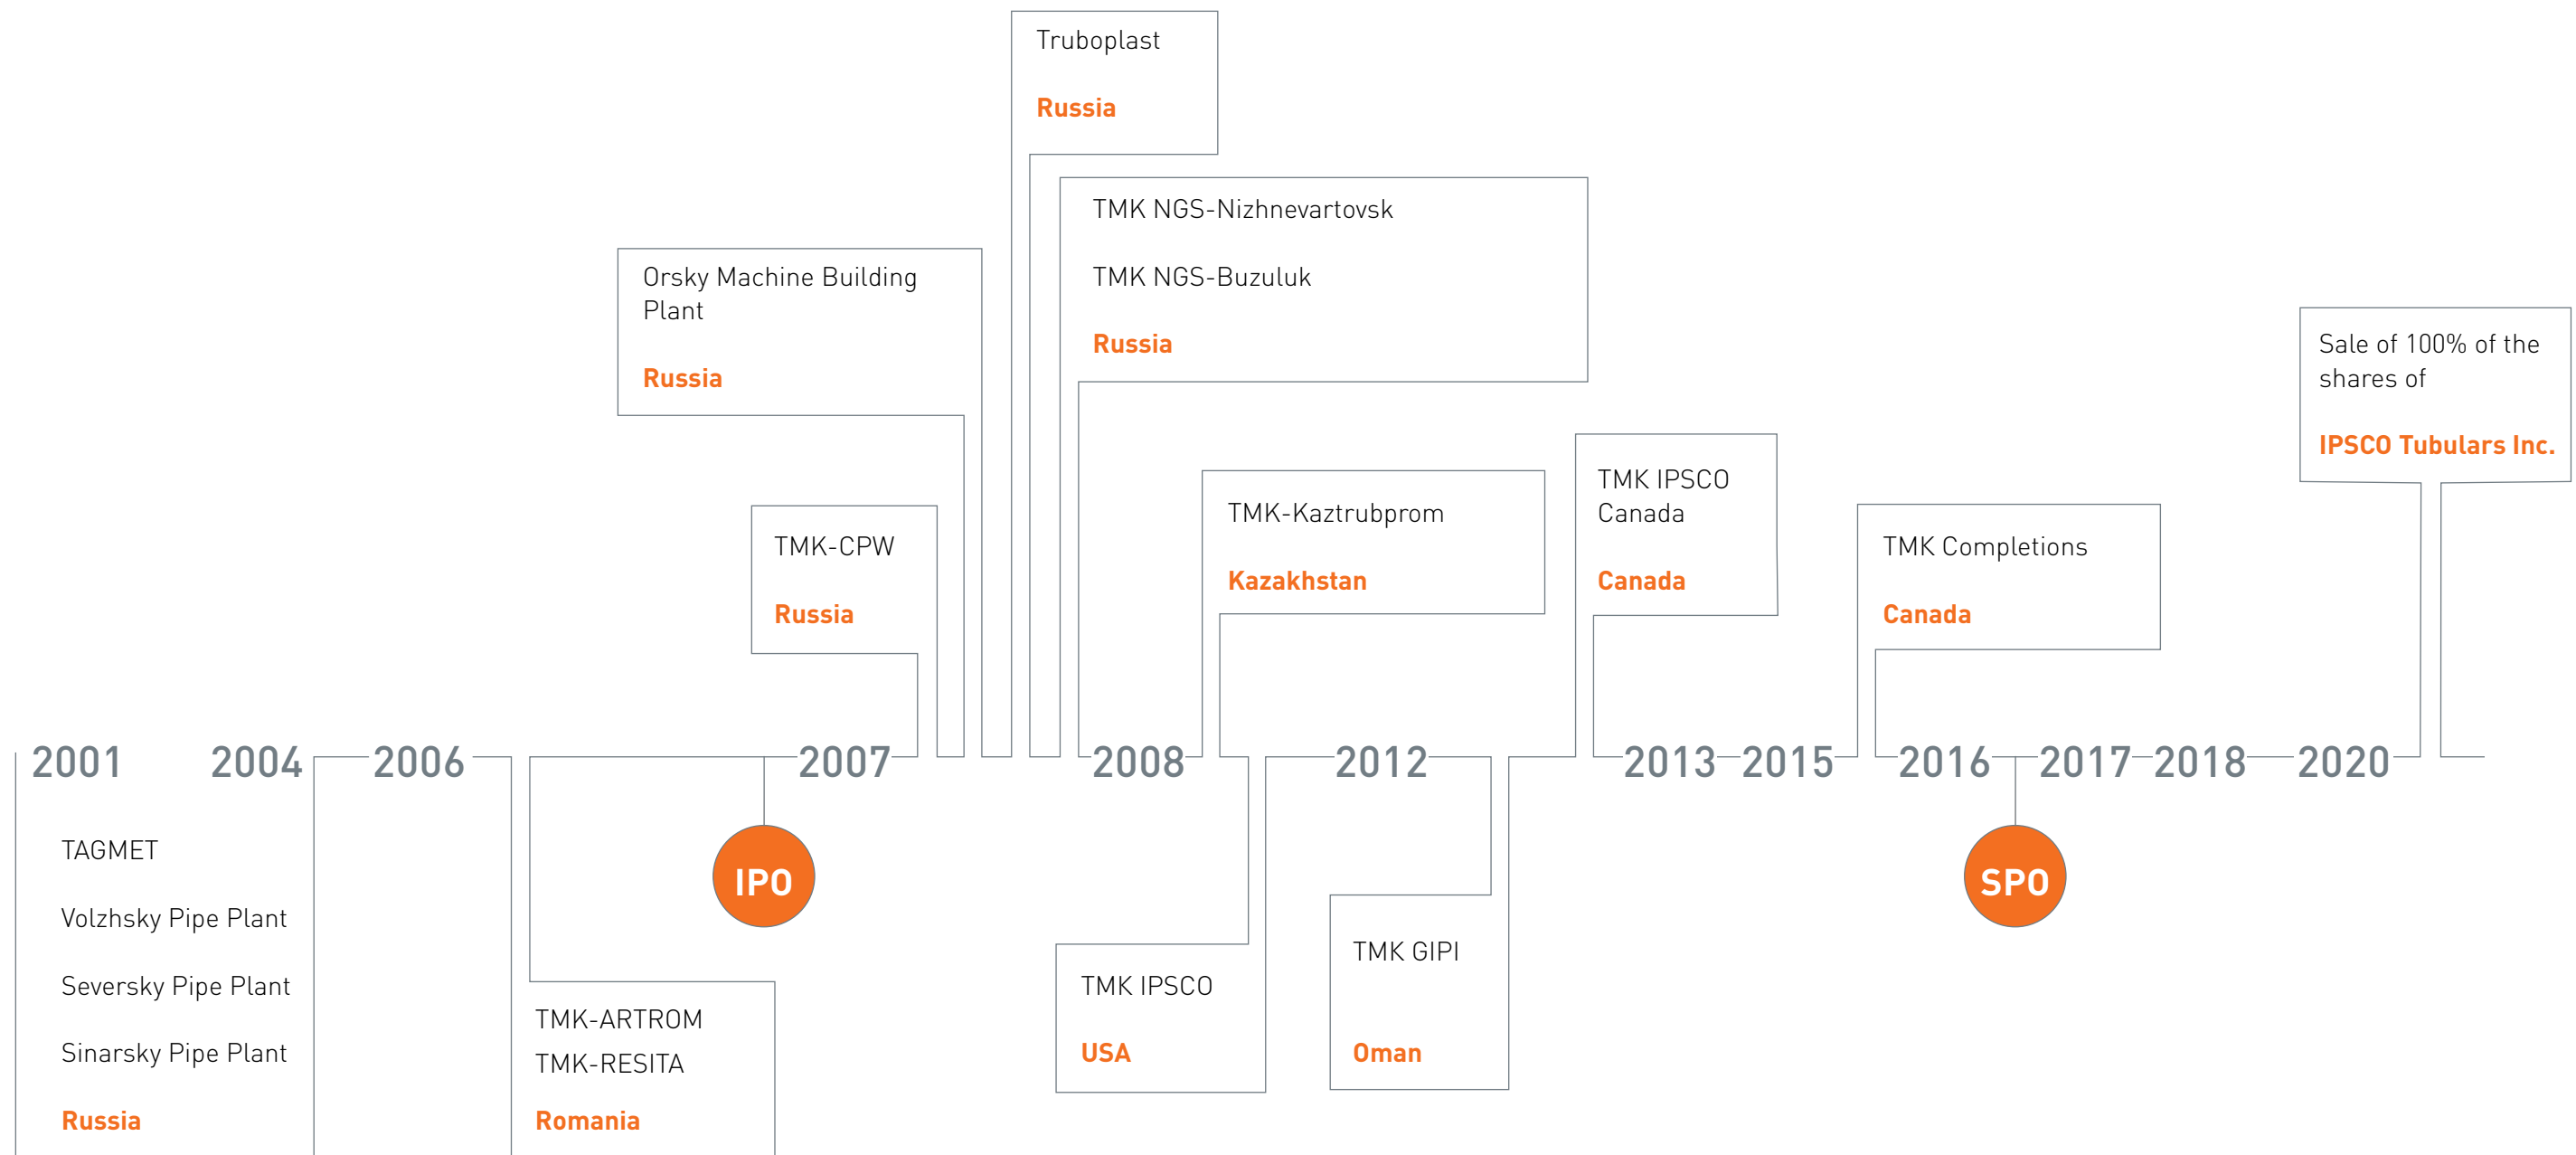 Truboplast
Russia
TMK NGS-Nizhnevartovsk
TMK NGS-Buzuluk
Russia
Orsky Machine Building
Plant
Russia
TMK-CPW
Russia
TMK-Kaztrubprom
Kazakhstan
TMK IPSCO
Canada
Canada
TMK Completions
Canada
Sale of 100% of the
shares of
IPSCO Tubulars Inc.
2001 2004 2006 2007 2008 2012 2013 2015 2016 2017 2018 2020
TAGMET
Volzhsky Pipe Plant
Seversky Pipe Plant
Sinarsky Pipe Plant
Russia
TMK-ARTROM
TMK-RESITA
Romania
IPO
TMK IPSCO
USA
TMK GIPI
Oman
SPO